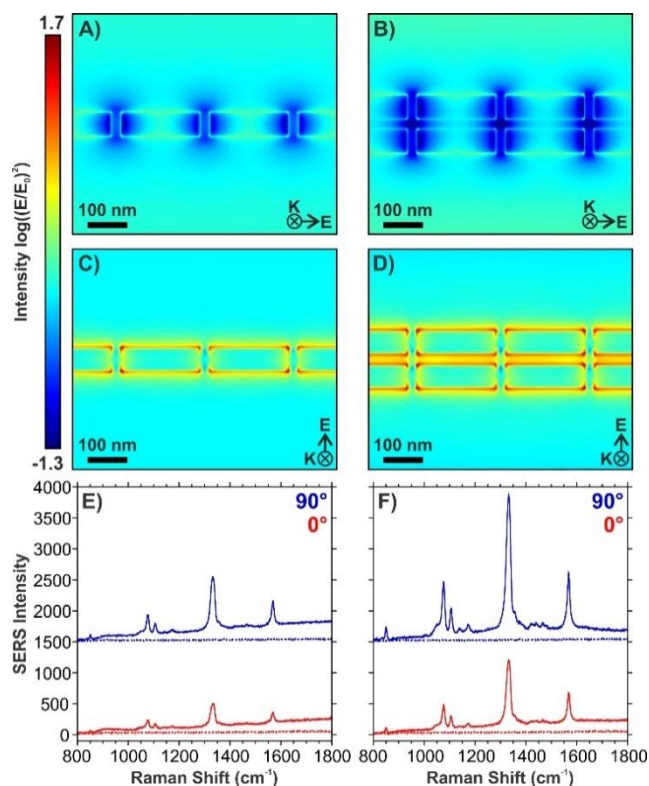 1.7
Intensity log((E/E₀)²)
-1.3
A)
100 nm
K
E
B)
100 nm
K
E
C)
100 nm
E
K
D)
100 nm
E
K
E)
90°
0°
SERS Intensity
4000
3500
3000
2500
2000
1500
1000
500
0
800 1000 1200 1400 1600 1800
Raman Shift (cm⁻¹)
F)
90°
0°
800 1000 1200 1400 1600 1800
Raman Shift (cm⁻¹)